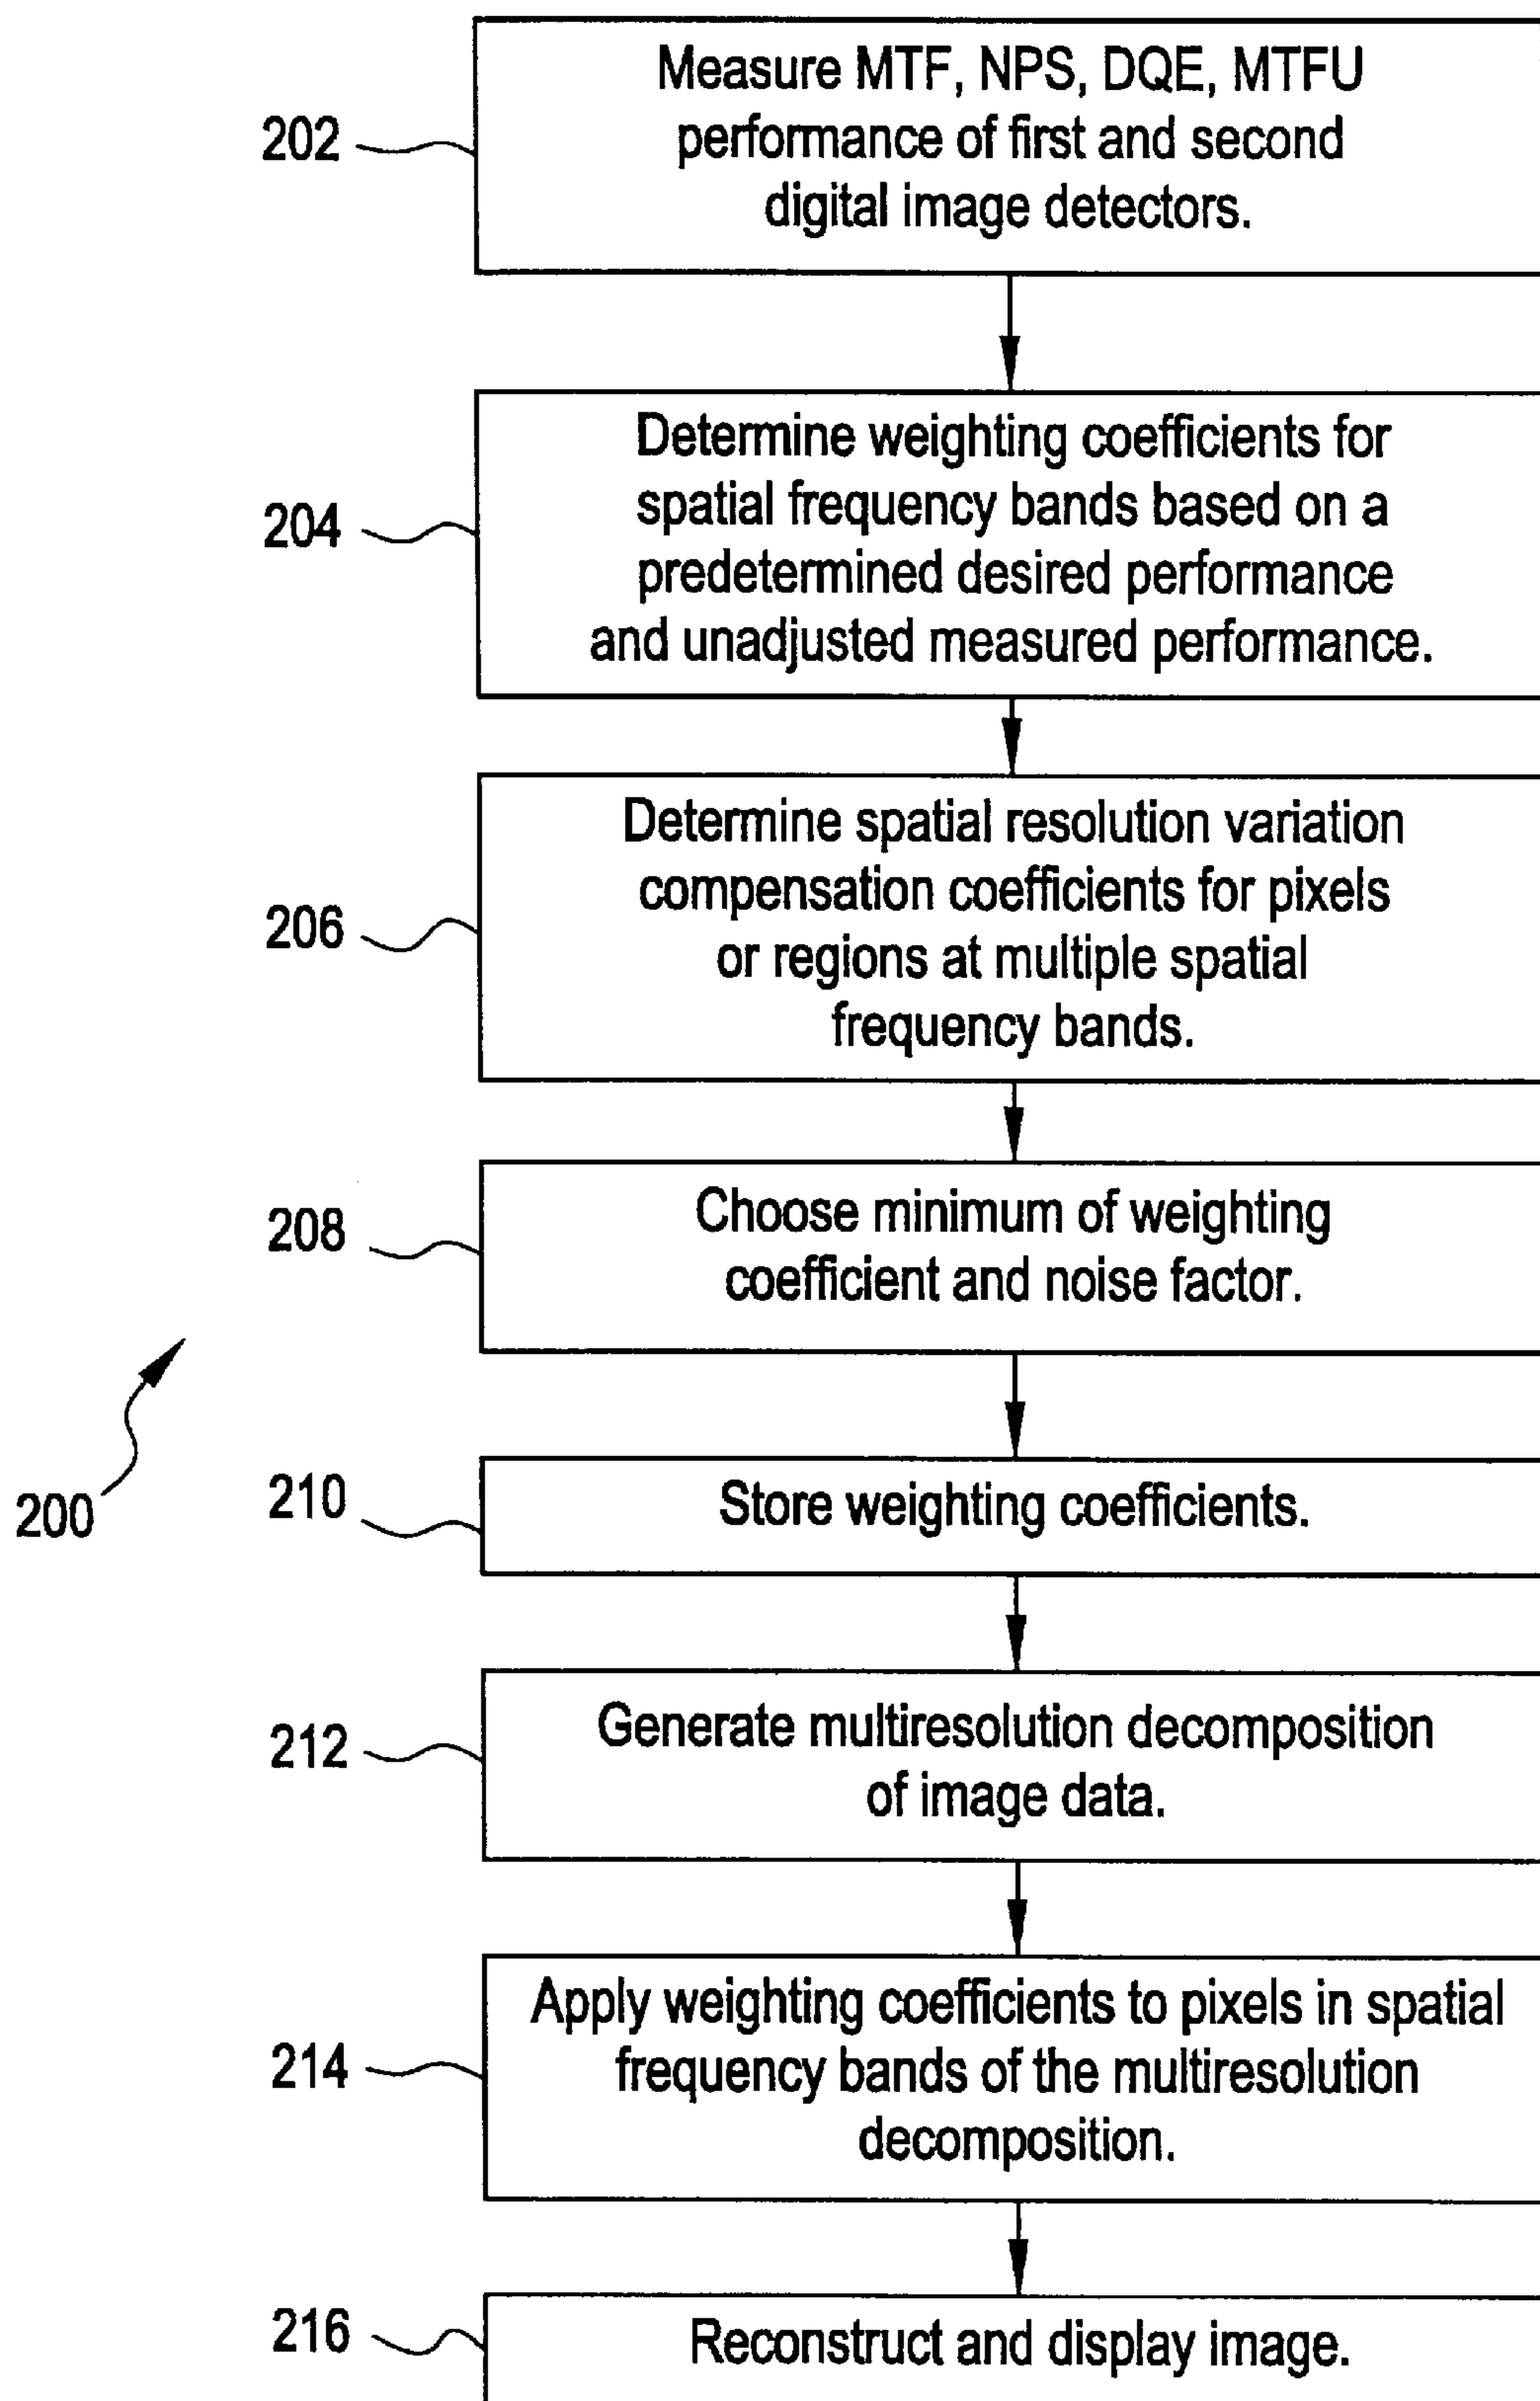 Measure MTF, NPS, DQE, MTFU
performance of first and second
digital image detectors.
202
Determine weighting coefficients for
spatial frequency bands based on a
predetermined desired performance
and unadjusted measured performance.
204
Determine spatial resolution variation
compensation coefficients for pixels
or regions at multiple spatial
frequency bands.
206
Choose minimum of weighting
coefficient and noise factor.
208
200
Store weighting coefficients.
210
Generate multiresolution decomposition
of image data.
212
Apply weighting coefficients to pixels in spatial
frequency bands of the multiresolution
decomposition.
214
Reconstruct and display image.
216